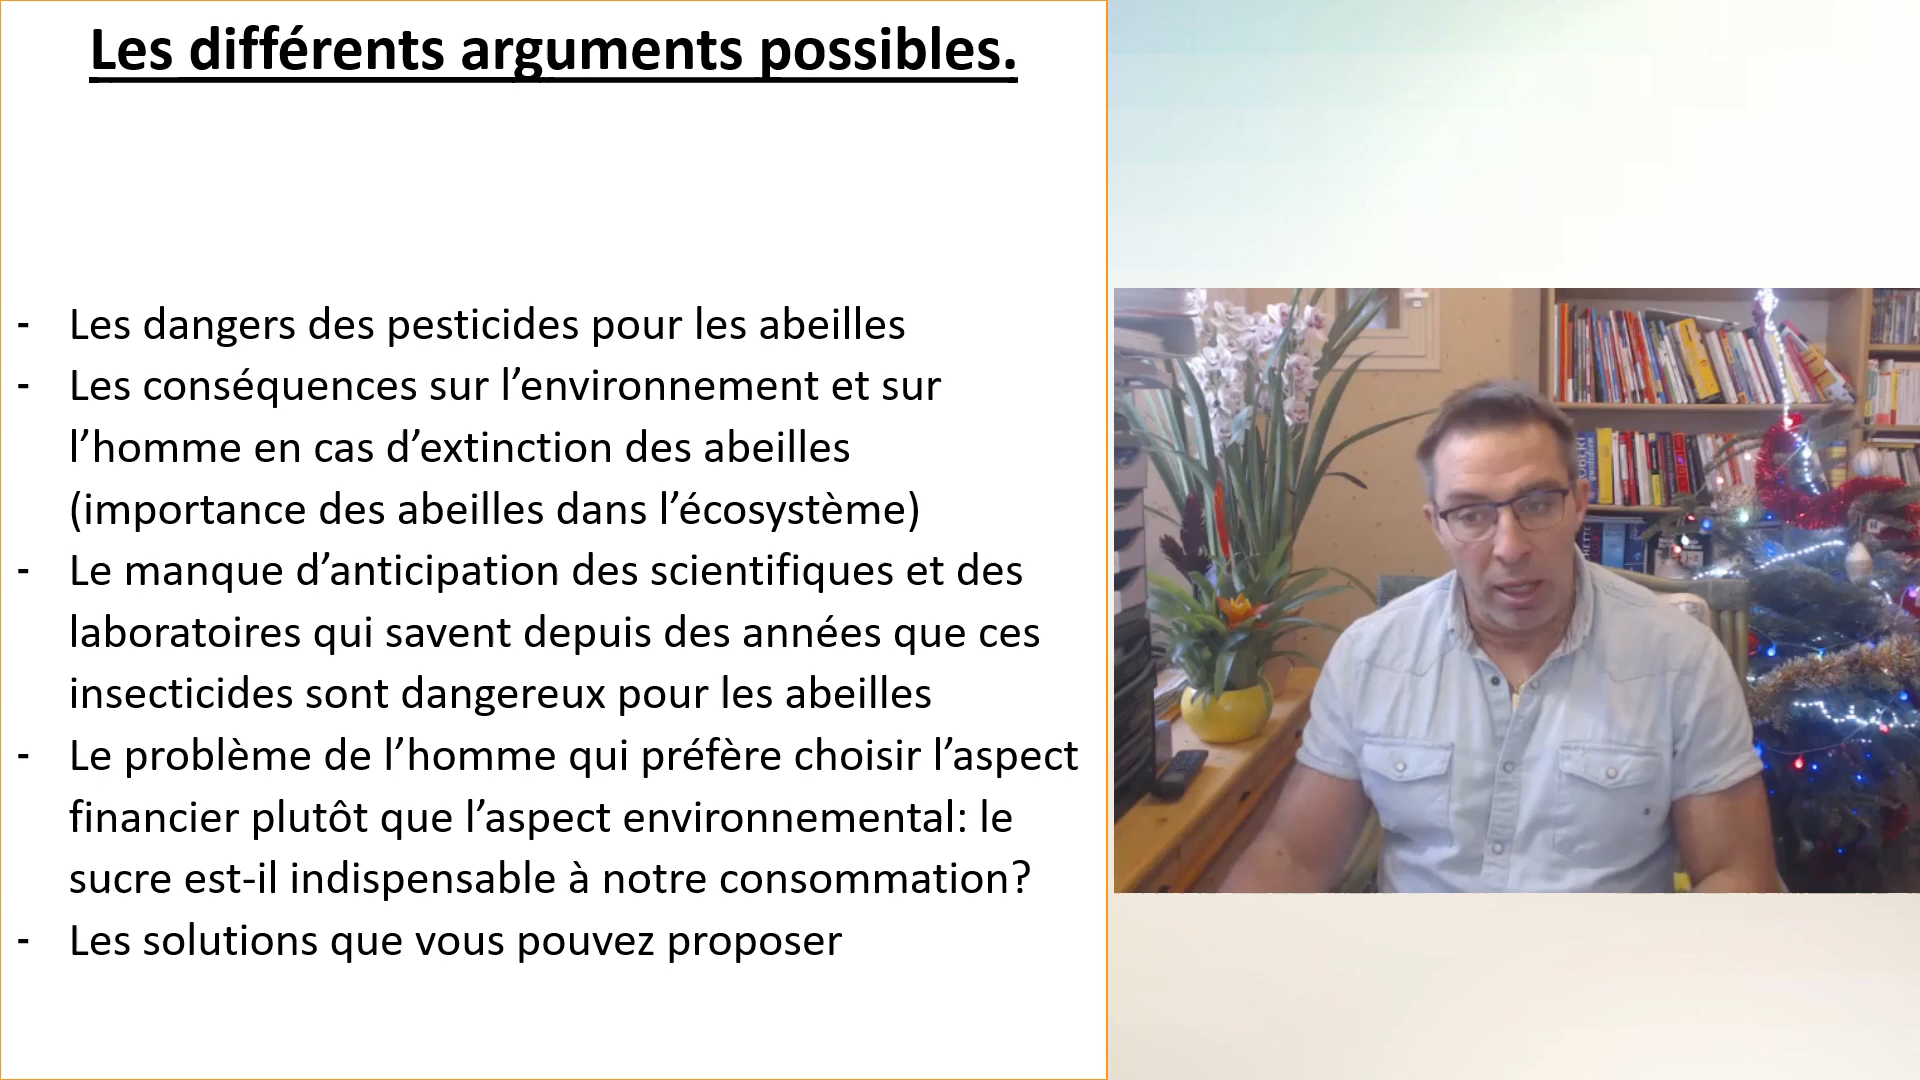 Les différents arguments possibles.
- Les dangers des pesticides pour les abeilles
- Les conséquences sur l’environnement et sur
l’homme en cas d’extinction des abeilles
(importance des abeilles dans l’écosystème)
- Le manque d’anticipation des scientifiques et des
laboratoires qui savent depuis des années que ces
insecticides sont dangereux pour les abeilles
- Le problème de l’homme qui préfère choisir l’aspect
financier plutôt que l’aspect environnemental: le
sucre est-il indispensable à notre consommation?
- Les solutions que vous pouvez proposer